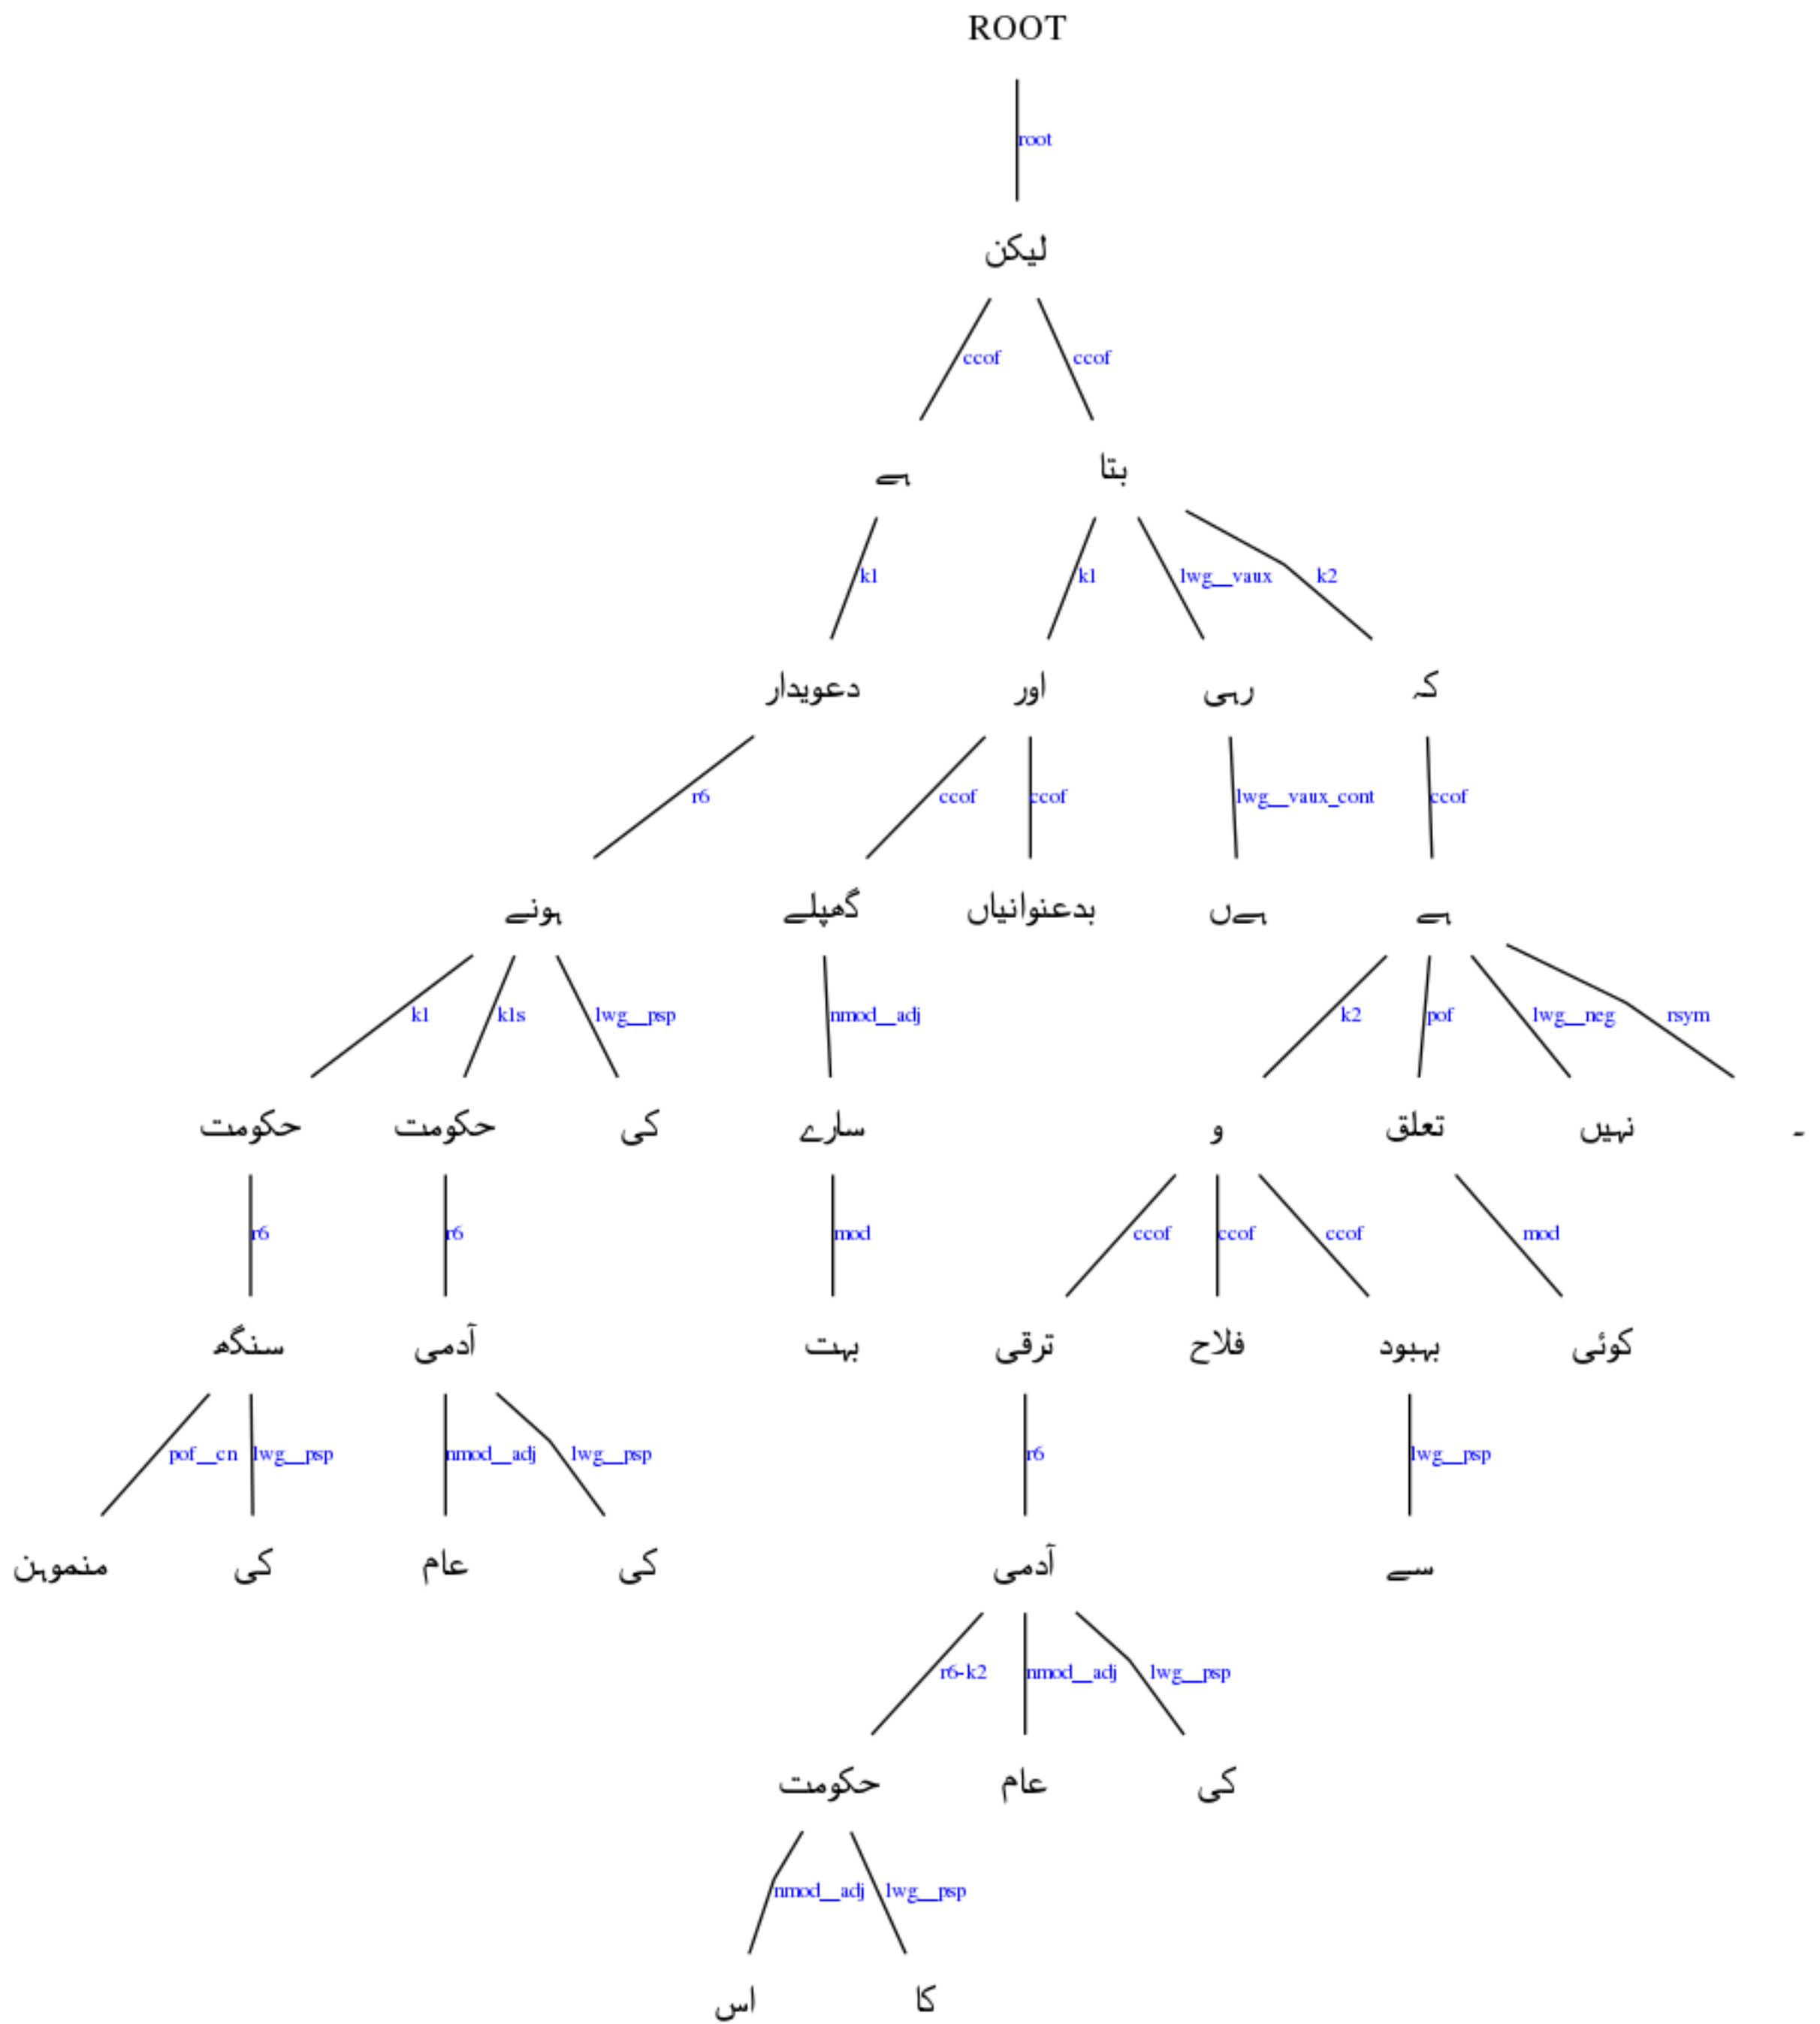 ROOT
root
لیکن
ccof ccof
ہے بتا
k1 k1 lwg__vaux k2
دعویدار اور رہی کہ
r6 ccof ccof lwg__vaux_cont ccof
ہونے گھپلے بدعنوانیاں ہےں ہے
k1 k1s lwg__psp nmod__adj k2 pof lwg__neg rsym
حکومت حکومت کی سارے و تعلق نہیں ۔
r6 r6 mod ccof ccof ccof mod
سنگھ آدمی بہت ترقی فلاح بہبود کوئی
pof__cn lwg__psp nmod__adj lwg__psp r6 lwg__psp
منموہن کی عام کی آدمی سے
r6-k2 nmod__adj lwg__psp
حکومت عام کی
nmod__adj lwg__psp
اس کا